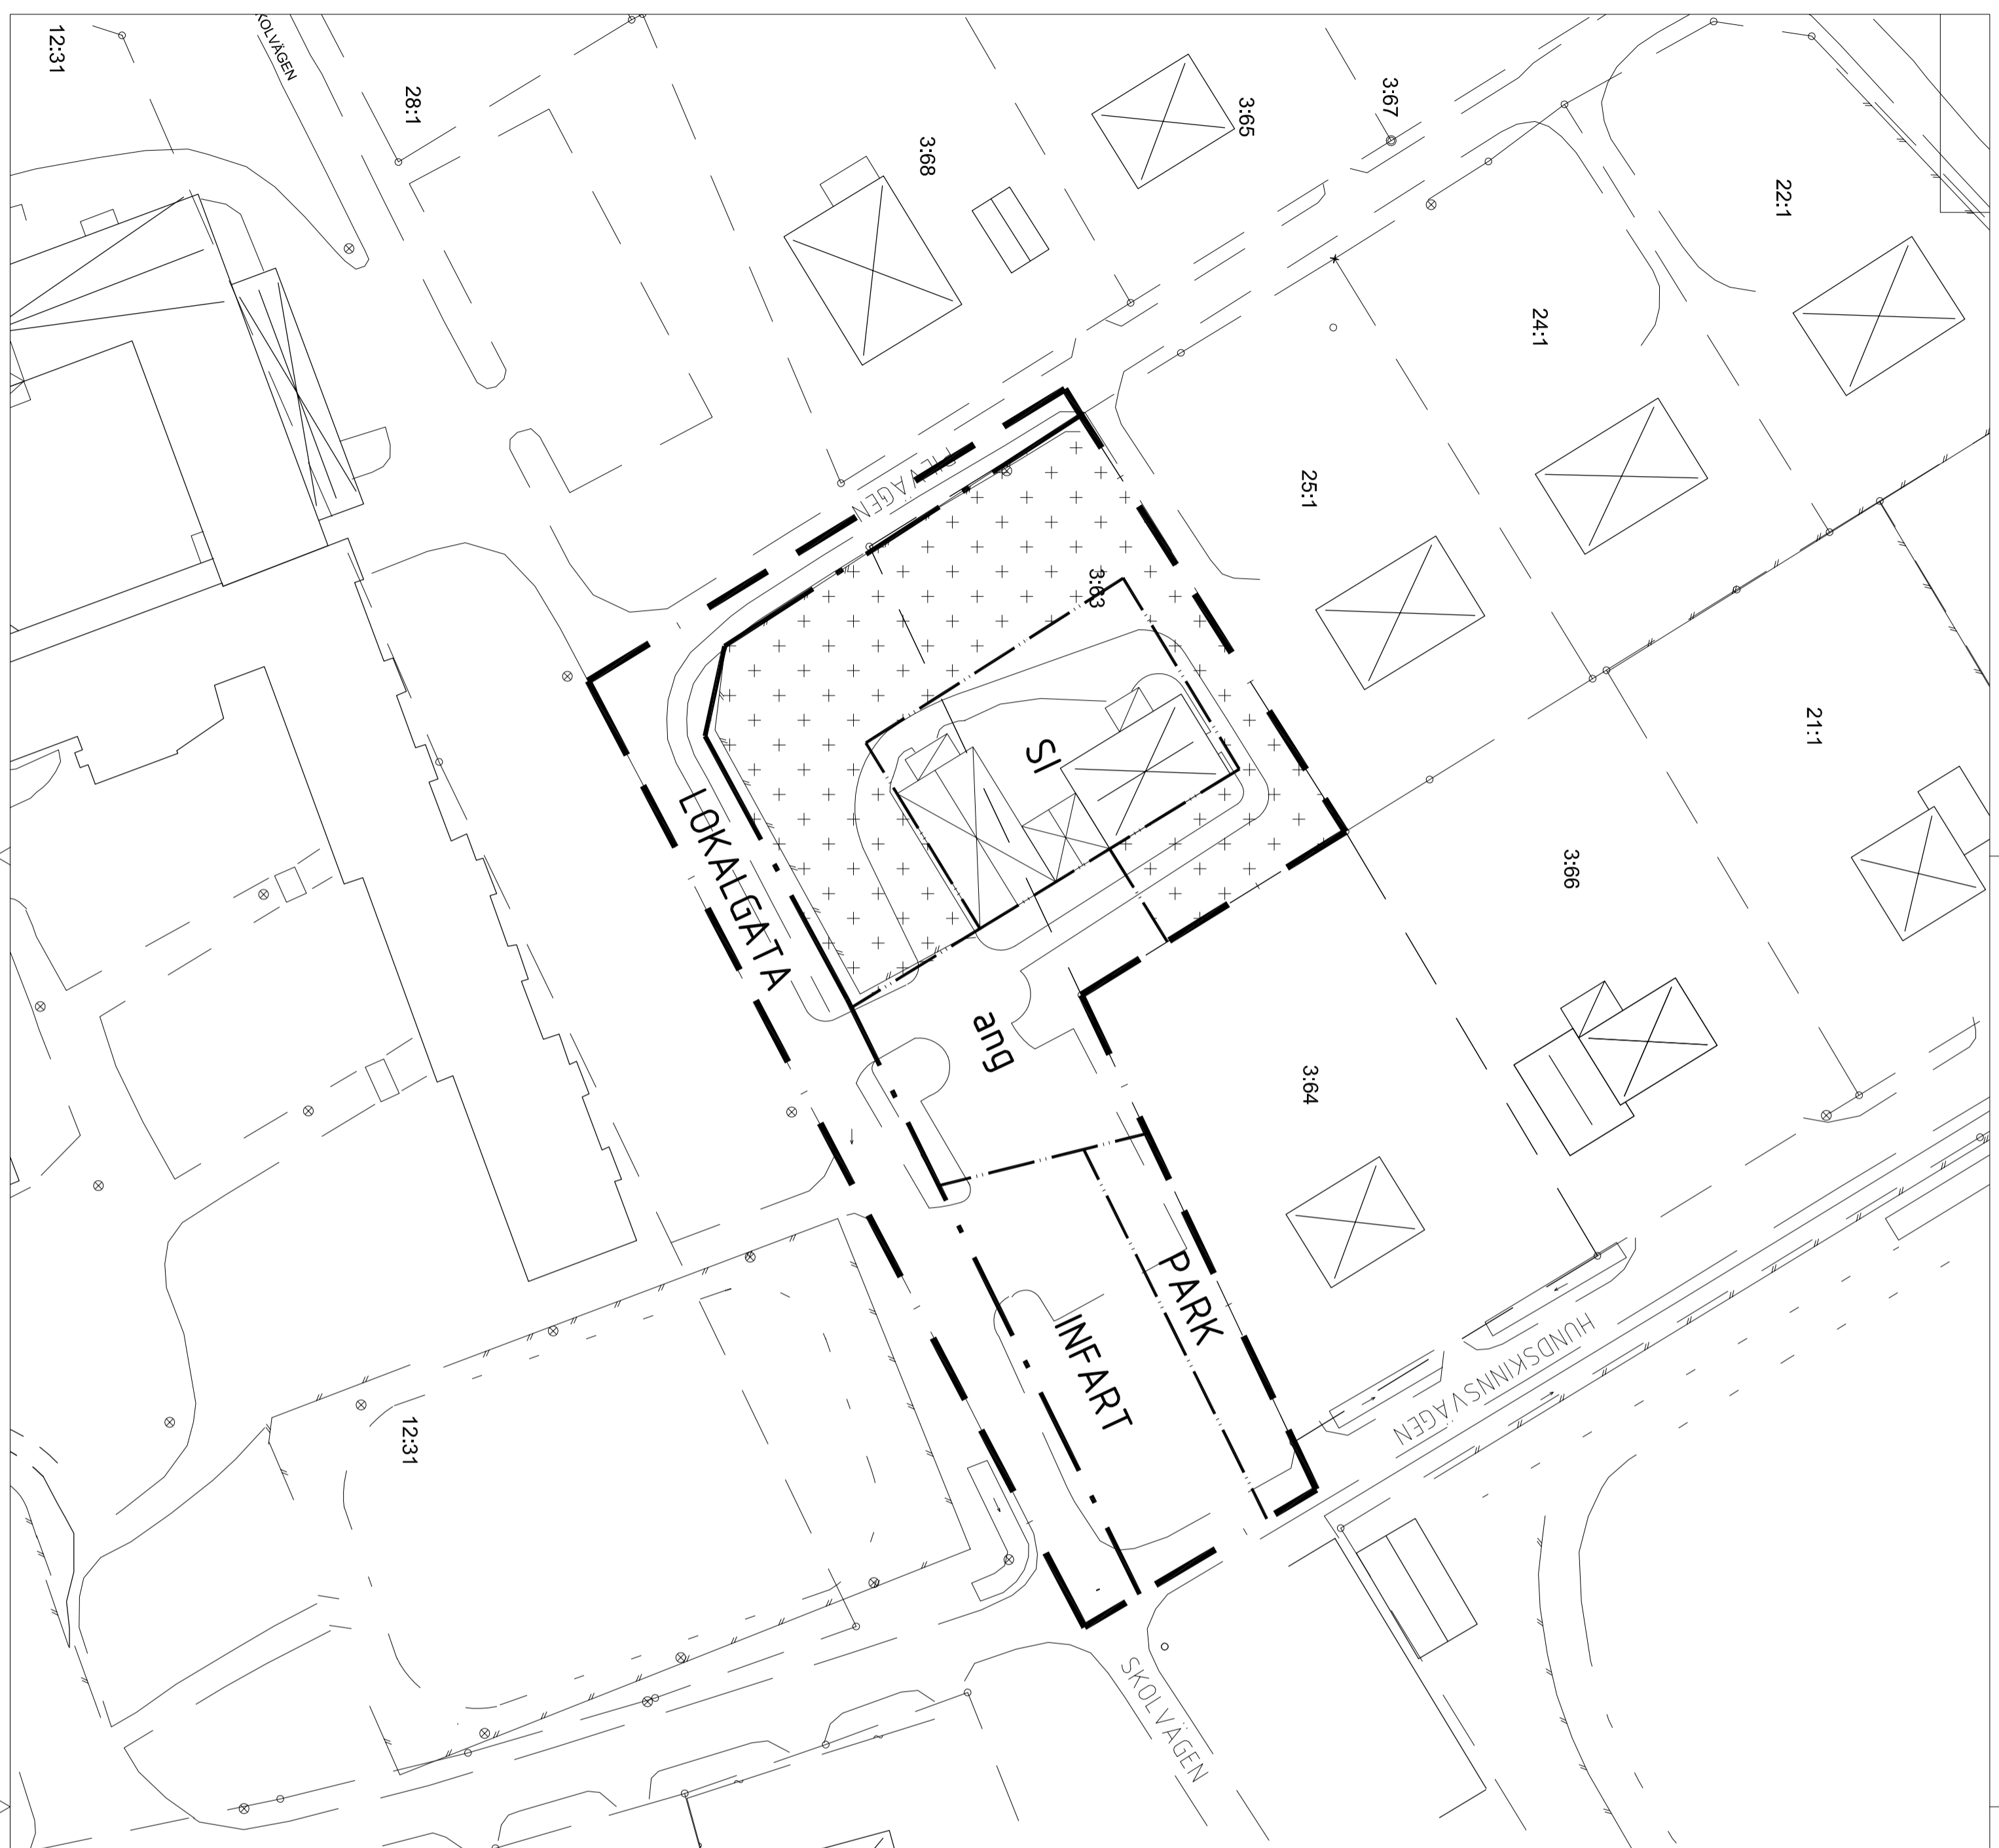 12:31
SKOLVÄGEN
28:1
3:68
3:65
3:67
22:1
24:1
25:1
3:63
21:1
SI
LOKALGATA
3:66
ang
3:64
PARK
INFART
HUNDSKINNSVÄGEN
12:31
SKOLVÄGEN